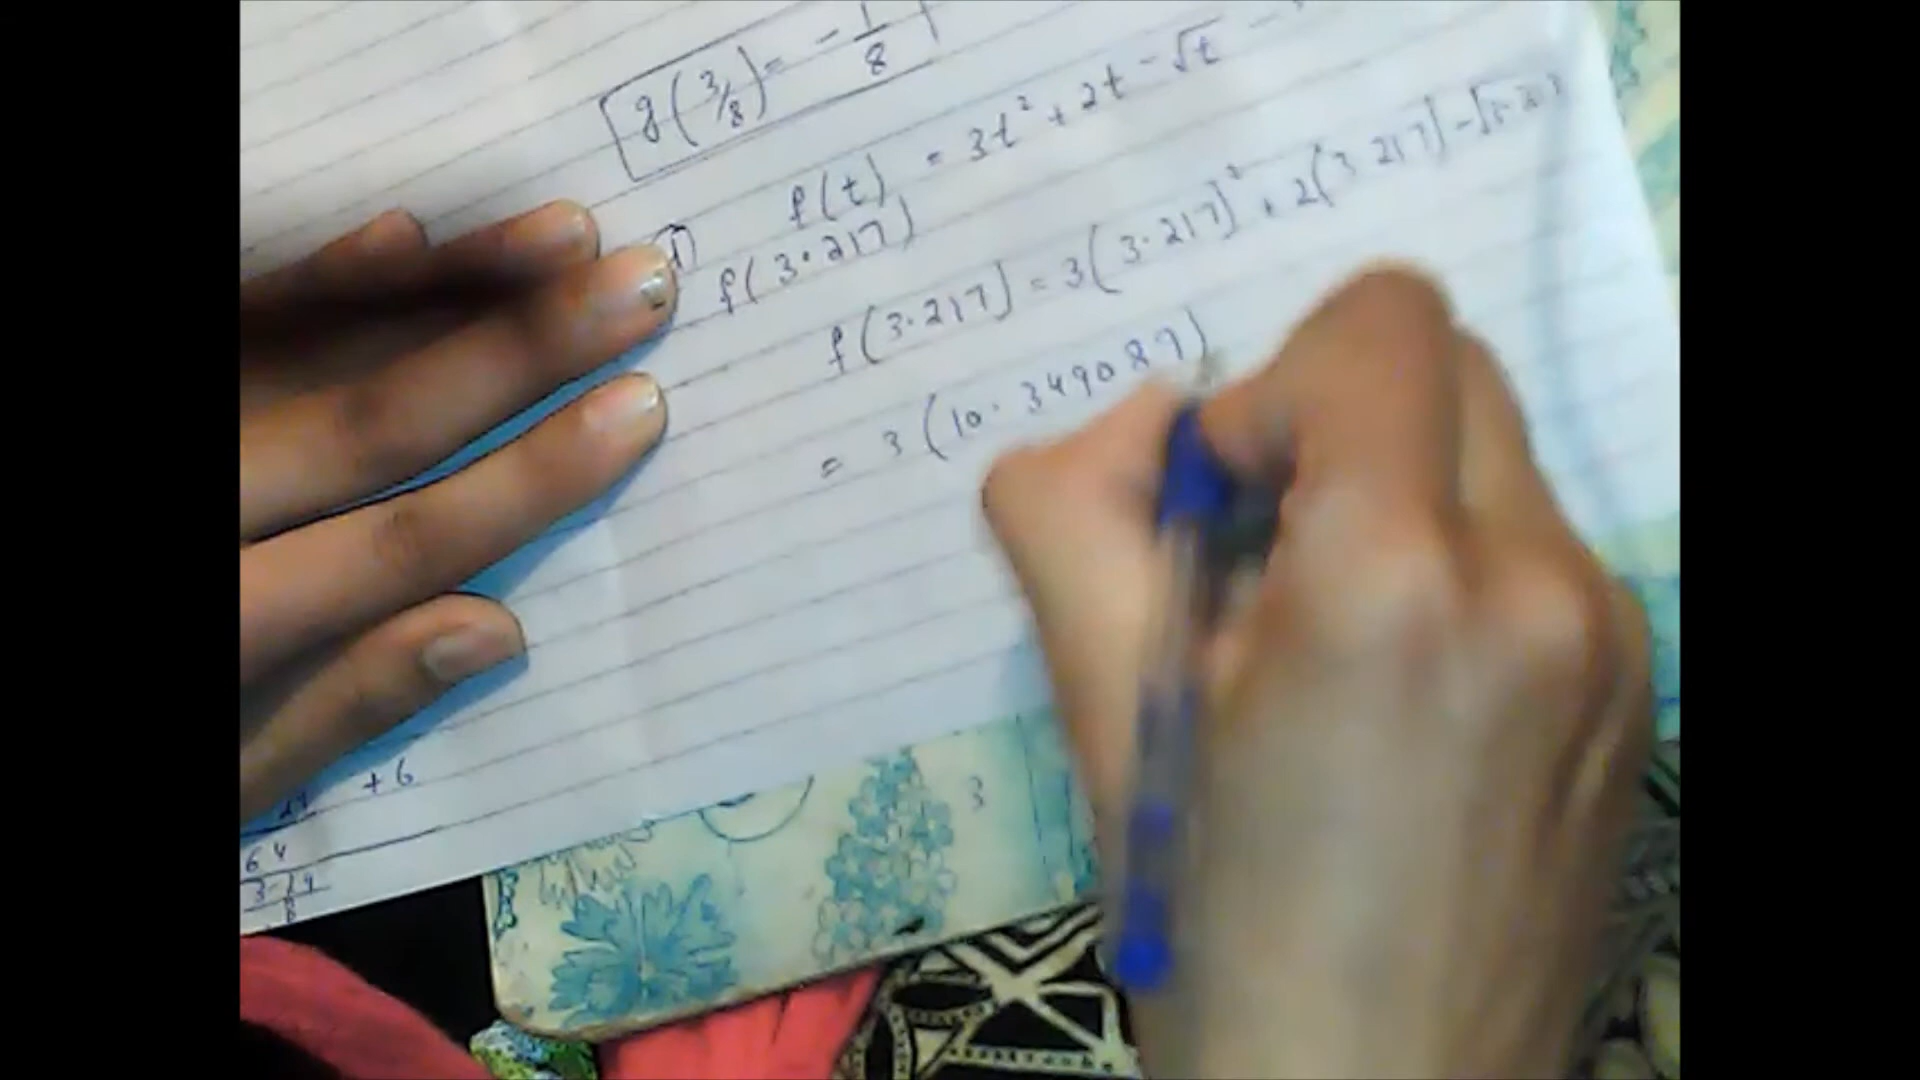 g(3/8) = -1/8
f(t) = 3t² + 2t - √t -
f(3.217)
f(3.217) = 3(3.217)² + 2(3.217) - √
= 3(10.349089)
+ 6
64
3